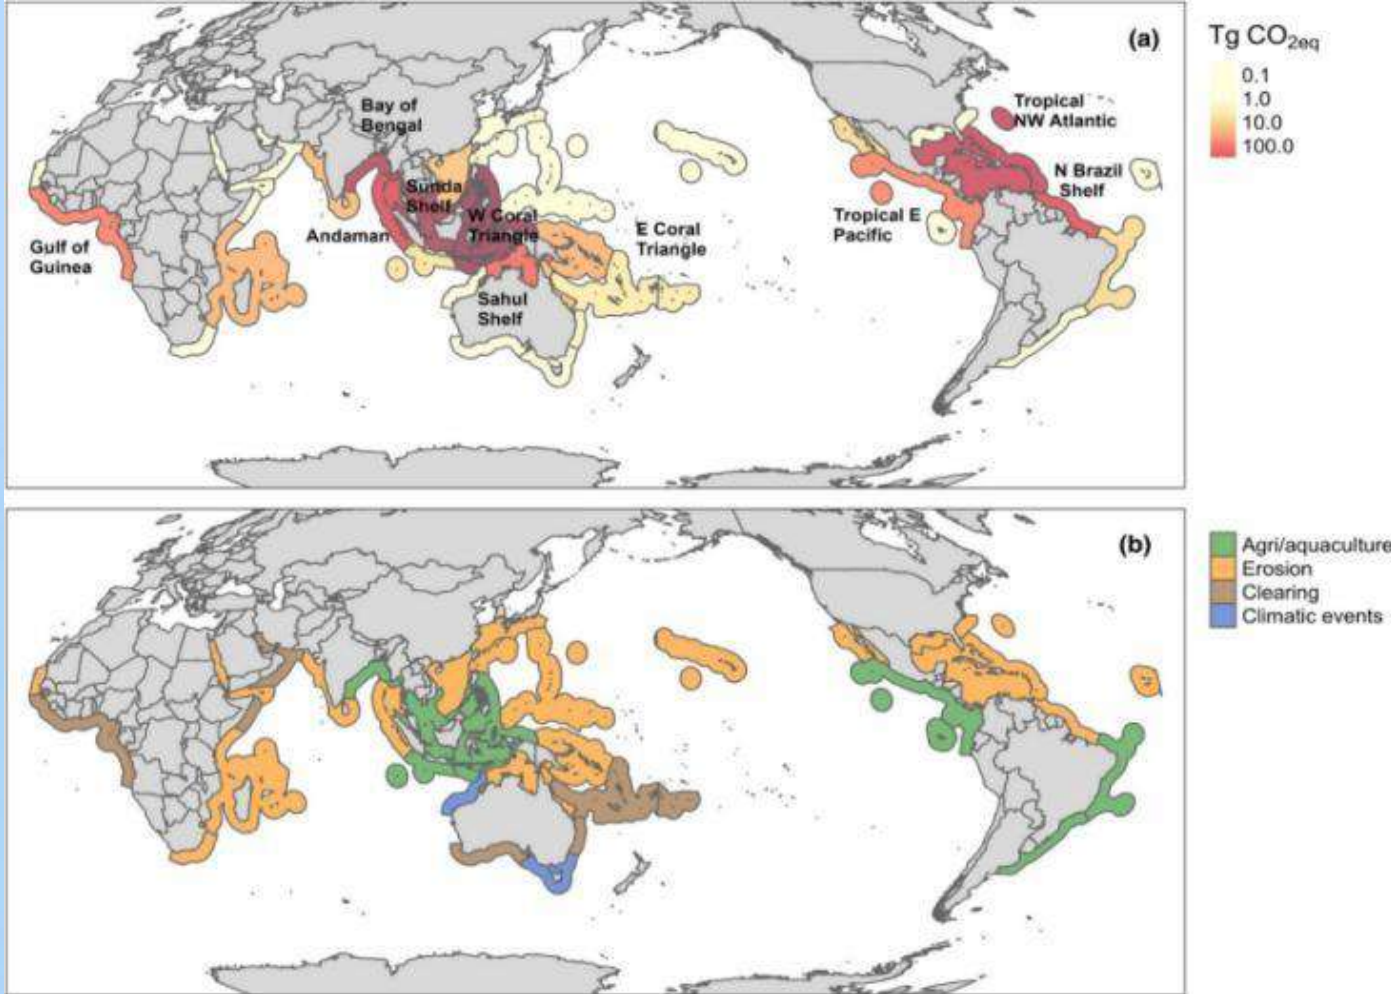 (a)
Tg CO2eq
0.1
1.0
10.0
100.0
Bay of
Bengal
Tropical
NW Atlantic
Sunda
Shelf
N Brazil
Shelf
W Coral
Triangle
E Coral
Triangle
Tropical E
Pacific
Andaman
Gulf of
Guinea
Sahul
Shelf
(b)
Agri/aquaculture
Erosion
Clearing
Climatic events